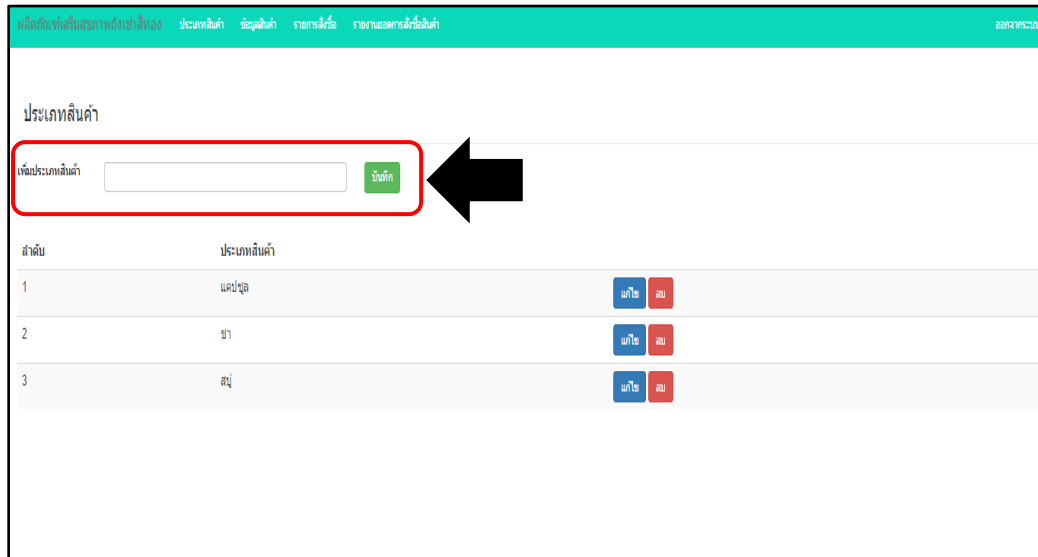 ผลิตภัณฑ์เสริมสุขภาพถั่งเช่าสีทอง ประเภทสินค้า ข้อมูลสินค้า รายการสั่งซื้อ รายงานยอดการสั่งซื้อสินค้า ออกจากระบบ
ประเภทสินค้า
เพิ่มประเภทสินค้า บันทึก
ลำดับ ประเภทสินค้า
1 แคปซูล แก้ไข ลบ
2 ชา แก้ไข ลบ
3 สบู่ แก้ไข ลบ